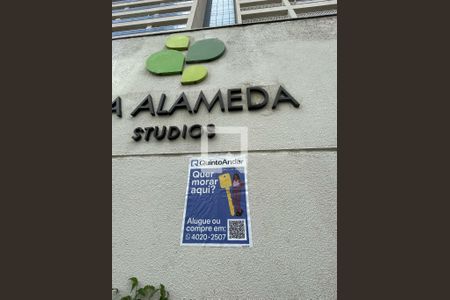 A ALAMEDA
STUDIOS
QuintoAndar
Quer
morar
aqui?
Alugue ou
compre em:
4020-2507